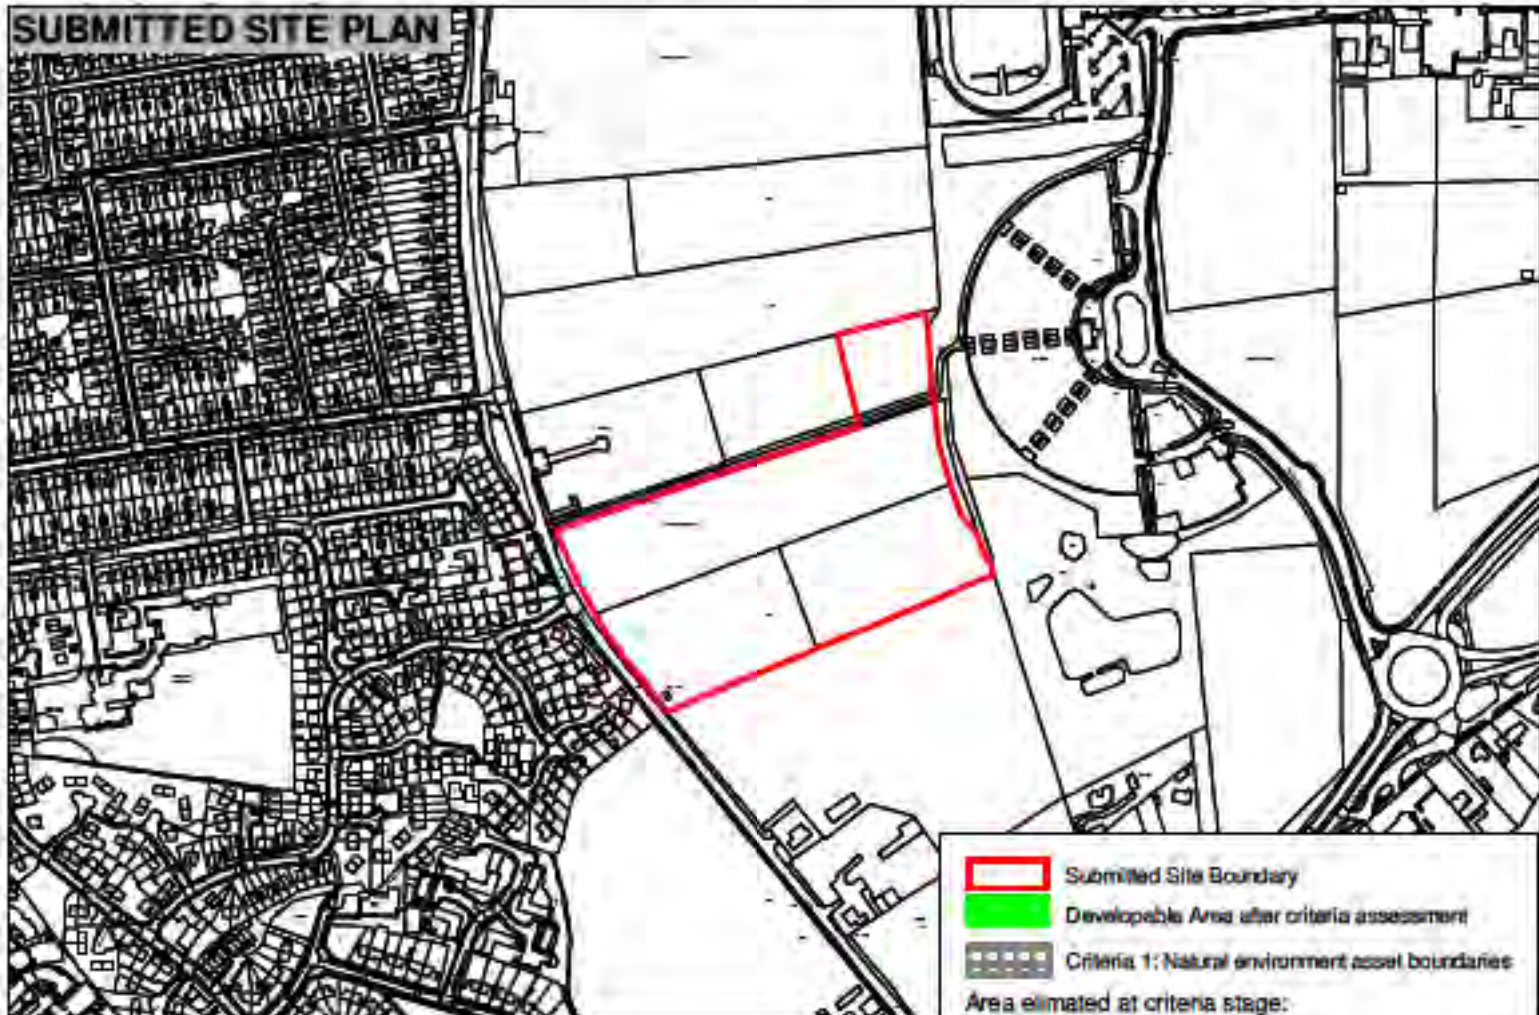 SUBMITTED SITE PLAN
Submitted Site Boundary
Developable Area after criteria assessment
Criteria 1: Natural environment asset boundaries
Area elimated at criteria stage: